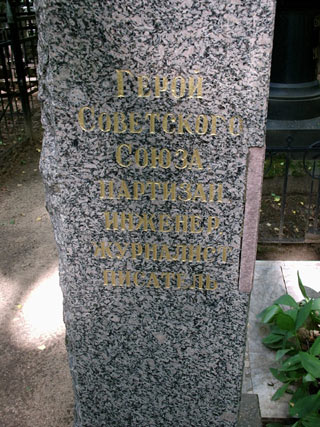 Герой
Советского
Союза
партизан
инженер
журналист
писатель